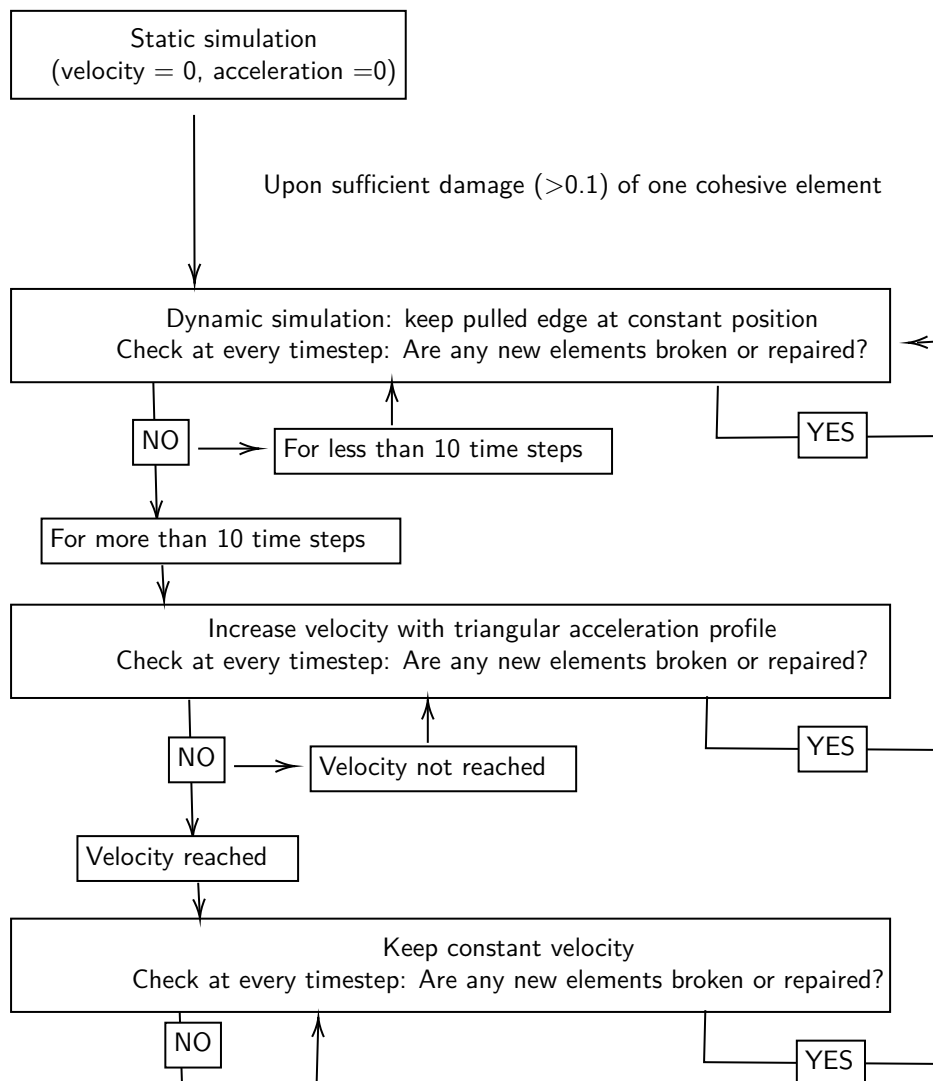 Static simulation
(velocity = 0, acceleration =0)
Upon sufficient damage (>0.1) of one cohesive element
Dynamic simulation: keep pulled edge at constant position
Check at every timestep: Are any new elements broken or repaired?
NO
For less than 10 time steps
YES
For more than 10 time steps
Increase velocity with triangular acceleration profile
Check at every timestep: Are any new elements broken or repaired?
NO
Velocity not reached
YES
Velocity reached
Keep constant velocity
Check at every timestep: Are any new elements broken or repaired?
NO
YES